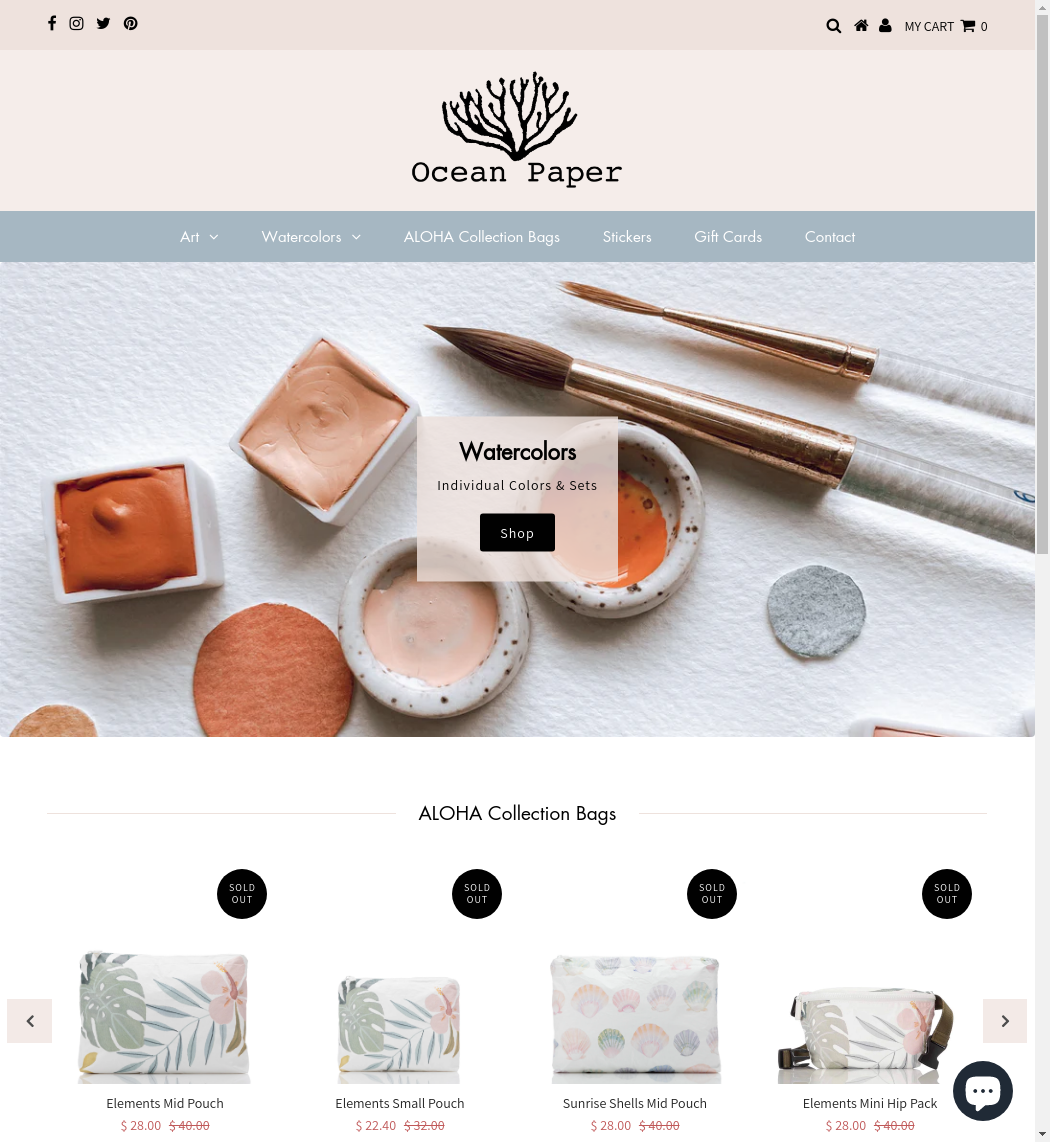 MY CART 0
Ocean Paper
Art Watercolors ALOHA Collection Bags Stickers Gift Cards Contact
Watercolors
Individual Colors & Sets
Shop
6
ALOHA Collection Bags
SOLD OUT
SOLD OUT
SOLD OUT
SOLD OUT
Elements Mid Pouch
$ 28.00 $ 40.00
Elements Small Pouch
$ 22.40 $ 32.00
Sunrise Shells Mid Pouch
$ 28.00 $ 40.00
Elements Mini Hip Pack
$ 28.00 $ 40.00